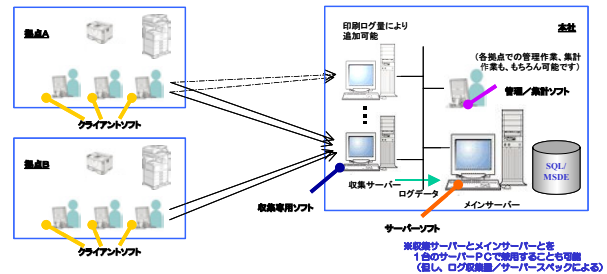 拠点A
クライアントソフト
拠点B
クライアントソフト
本社
印刷ログ量により
追加可能
(各拠点での管理作業、集計
作業も、もちろん可能です)
管理/集計ソフト
収集サーバー
ログデータ
収集専用ソフト
サーバーソフト
メインサーバー
SQL/
MSDE
※収集サーバーとメインサーバーとを
1台のサーバーPCで兼用することも可能
(但し、ログ収集量/サーバースペックによる)